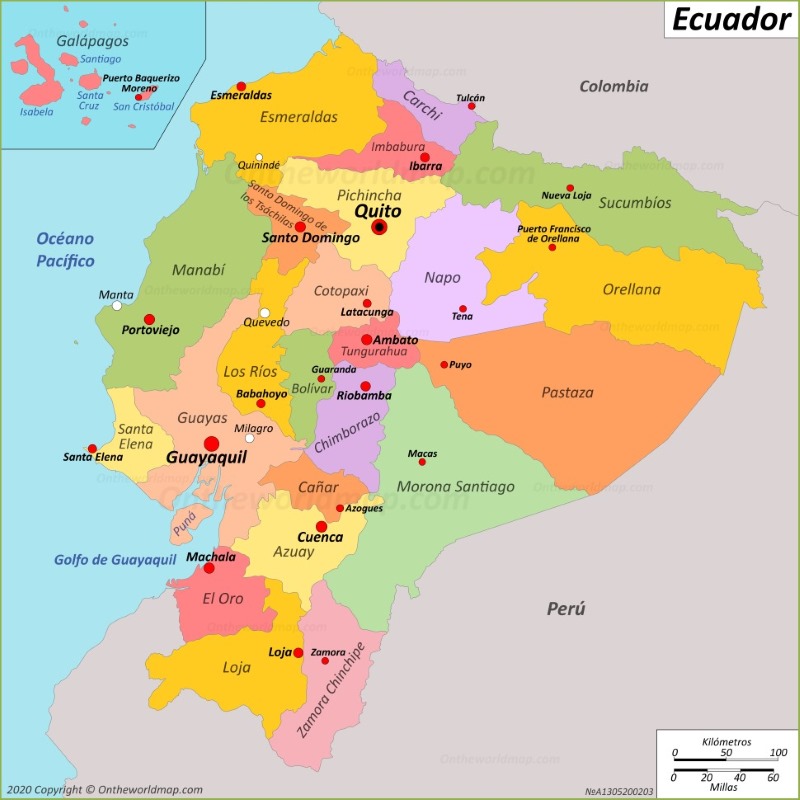 Ecuador
Galápagos
Santiago
Puerto Baquerizo
Moreno
Santa
Cruz
San Cristóbal
Isabela
Colombia
Esmeraldas
Esmeraldas
Carchi
Tulcán
Imbabura
Ibarra
Quinindé
Ontheworldmap.com
Pichincha
Quito
Santo Domingo de
los Tsáchilas
Santo Domingo
Nueva Loja
Sucumbíos
Puerto Francisco
de Orellana
Océano
Pacífico
Manabí
Napo
Orellana
Cotopaxi
Manta
Latacunga
Tena
Portoviejo
Quevedo
Ambato
Tungurahua
Puyo
Los Ríos
Guaranda
Bolívar
Riobamba
Pastaza
Babahoyo
Chimborazo
Guayas
Santa
Elena
Milagro
Santa Elena
Guayaquil
Macas
Morona Santiago
Cañar
Azogues
Ontheworldmap.com
Puná
Cuenca
Azuay
Golfo de Guayaquil
Machala
El Oro
Perú
Loja
Zamora
Loja
Zamora Chinchipe
Kilómetros
0 50 100
0 20 40 60
Millas
2020 Copyright © Ontheworldmap.com
NeA1305200203